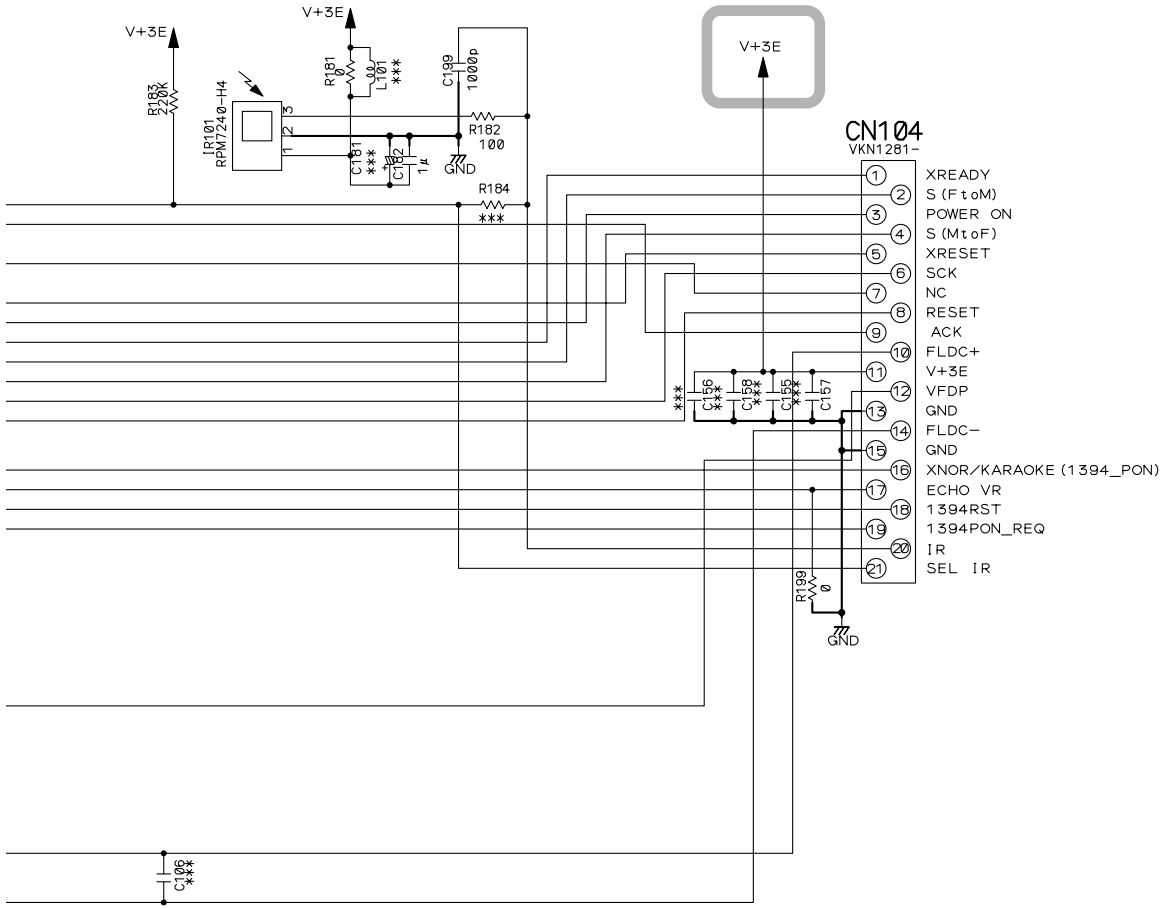 V+3E
V+3E
V+3E
R183
220K
IR101
RPM7240-H4
3
2
1
R181
0
L101
***
C199
1000p
R182
100
C181
***
+
C182
1μ
GND
R184
***
CN104
VKN1281-
1 XREADY
2 S(FtoM)
3 POWER ON
4 S(MtoF)
5 XRESET
6 SCK
7 NC
8 RESET
9 ACK
10 FLDC+
11 V+3E
12 VFDP
13 GND
14 FLDC-
15 GND
16 XNOR/KARAOKE(1394_PON)
17 ECHO VR
18 1394RST
19 1394PON_REQ
20 IR
21 SEL IR
***
C156
***
C158
***
C155
***
C157
R199
0
GND
C106
***